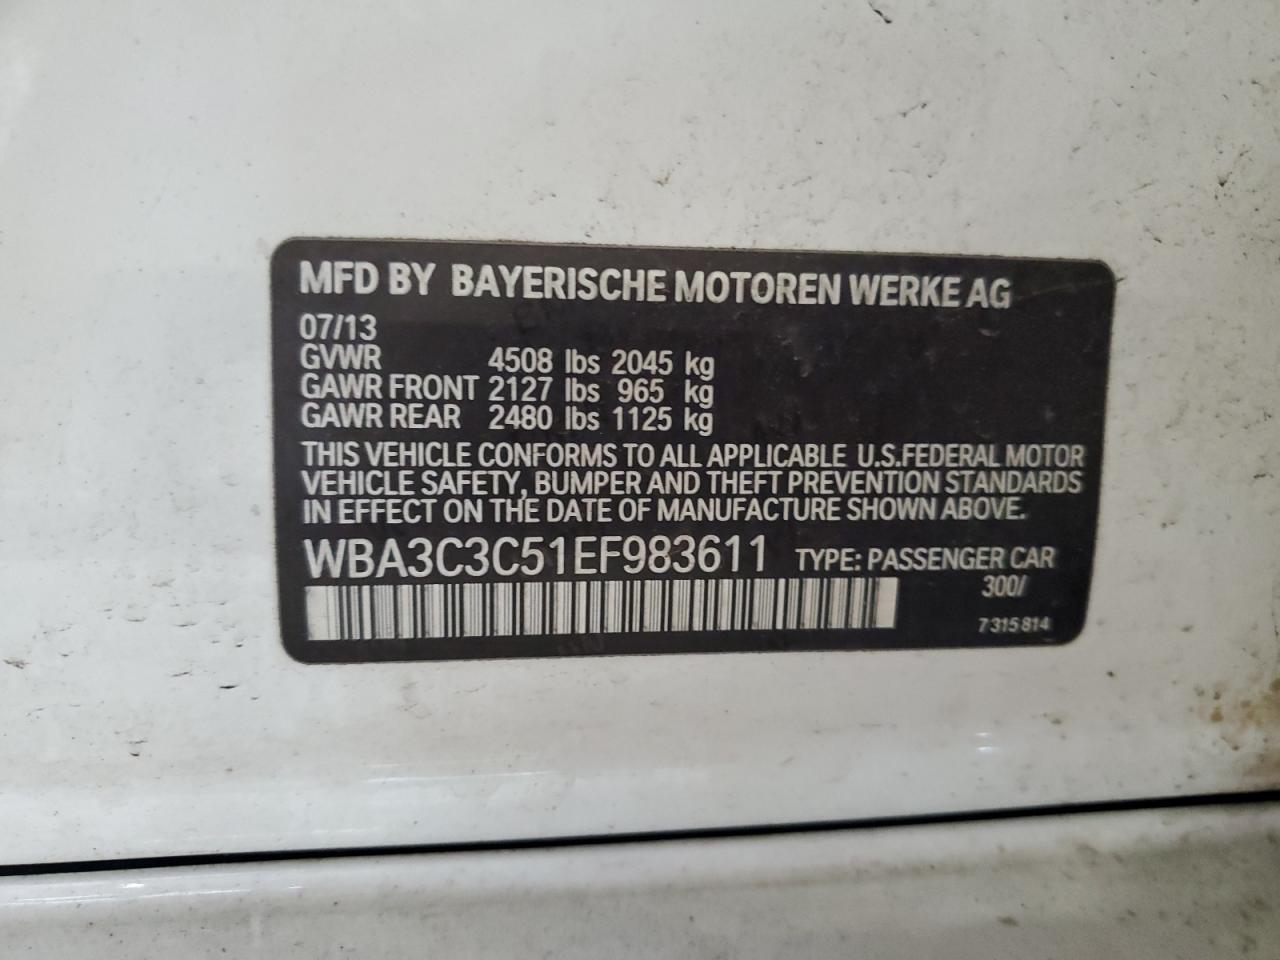 MFD BY BAYERISCHE MOTOREN WERKE AG
07/13
GVWR 4508 lbs 2045 kg
GAWR FRONT 2127 lbs 965 kg
GAWR REAR 2480 lbs 1125 kg
THIS VEHICLE CONFORMS TO ALL APPLICABLE U.S.FEDERAL MOTOR
VEHICLE SAFETY, BUMPER AND THEFT PREVENTION STANDARDS
IN EFFECT ON THE DATE OF MANUFACTURE SHOWN ABOVE.
WBA3C3C51EF983611 TYPE: PASSENGER CAR
300/
7 315 814